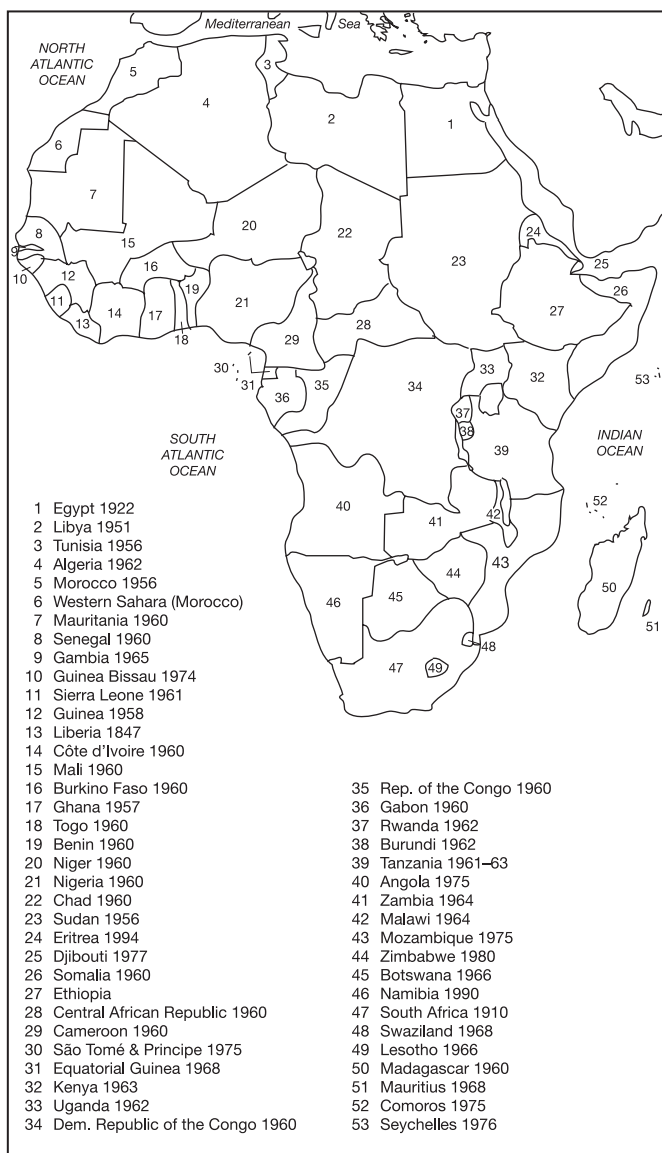 Mediterranean Sea
NORTH
ATLANTIC
OCEAN
5
3
4
2
1
6
7
8
9
10
15
20
22
24
25
23
16
12
19
26
11
21
27
14
17
13
18
28
29
30
31
35
36
34
33
32
53
37
38
SOUTH
ATLANTIC
OCEAN
39
INDIAN
OCEAN
40
41
42
52
43
44
46
45
50
51
48
47
49
1 Egypt 1922
2 Libya 1951
3 Tunisia 1956
4 Algeria 1962
5 Morocco 1956
6 Western Sahara (Morocco)
7 Mauritania 1960
8 Senegal 1960
9 Gambia 1965
10 Guinea Bissau 1974
11 Sierra Leone 1961
12 Guinea 1958
13 Liberia 1847
14 Côte d'Ivoire 1960
15 Mali 1960
16 Burkino Faso 1960
17 Ghana 1957
18 Togo 1960
19 Benin 1960
20 Niger 1960
21 Nigeria 1960
22 Chad 1960
23 Sudan 1956
24 Eritrea 1994
25 Djibouti 1977
26 Somalia 1960
27 Ethiopia
28 Central African Republic 1960
29 Cameroon 1960
30 São Tomé & Principe 1975
31 Equatorial Guinea 1968
32 Kenya 1963
33 Uganda 1962
34 Dem. Republic of the Congo 1960
35 Rep. of the Congo 1960
36 Gabon 1960
37 Rwanda 1962
38 Burundi 1962
39 Tanzania 1961–63
40 Angola 1975
41 Zambia 1964
42 Malawi 1964
43 Mozambique 1975
44 Zimbabwe 1980
45 Botswana 1966
46 Namibia 1990
47 South Africa 1910
48 Swaziland 1968
49 Lesotho 1966
50 Madagascar 1960
51 Mauritius 1968
52 Comoros 1975
53 Seychelles 1976